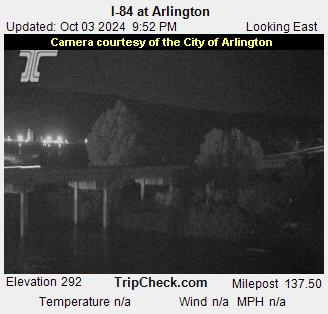 I-84 at Arlington
Updated: Oct 03 2024 9:52 PM Looking East
Camera courtesy of the City of Arlington
Elevation 292 TripCheck.com Milepost 137.50
Temperature n/a Wind n/a MPH n/a